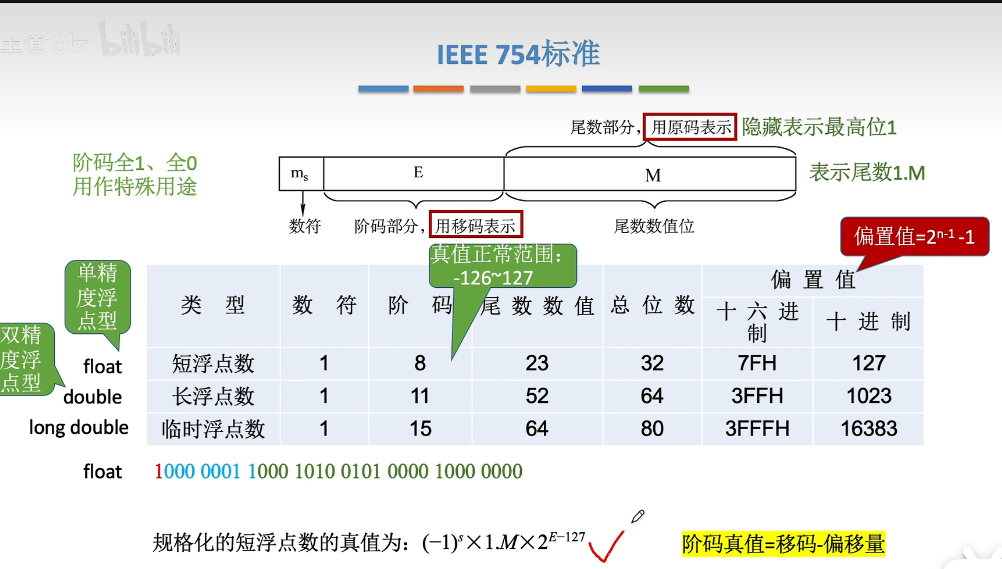 bilibili
IEEE 754标准
尾数部分，用原码表示
隐藏表示最高位1
阶码全1、全0
用作特殊用途
mₛ
E
M
表示尾数1.M
数符
阶码部分，用移码表示
尾数数值位
偏置值=2ⁿ⁻¹ -1
真值正常范围：
-126~127
单精
度浮
点型
双精
度浮
点型
类 型 数 符 阶 码 尾数数值 总位数 偏置值
十六进制 十进制
float 短浮点数 1 8 23 32 7FH 127
double 长浮点数 1 11 52 64 3FFH 1023
long double 临时浮点数 1 15 64 80 3FFFH 16383
float 1000 0001 1000 1010 0101 0000 1000 0000
规格化的短浮点数的真值为：(−1)ˢ×1.M×2ᴱ⁻¹²⁷
阶码真值=移码-偏移量